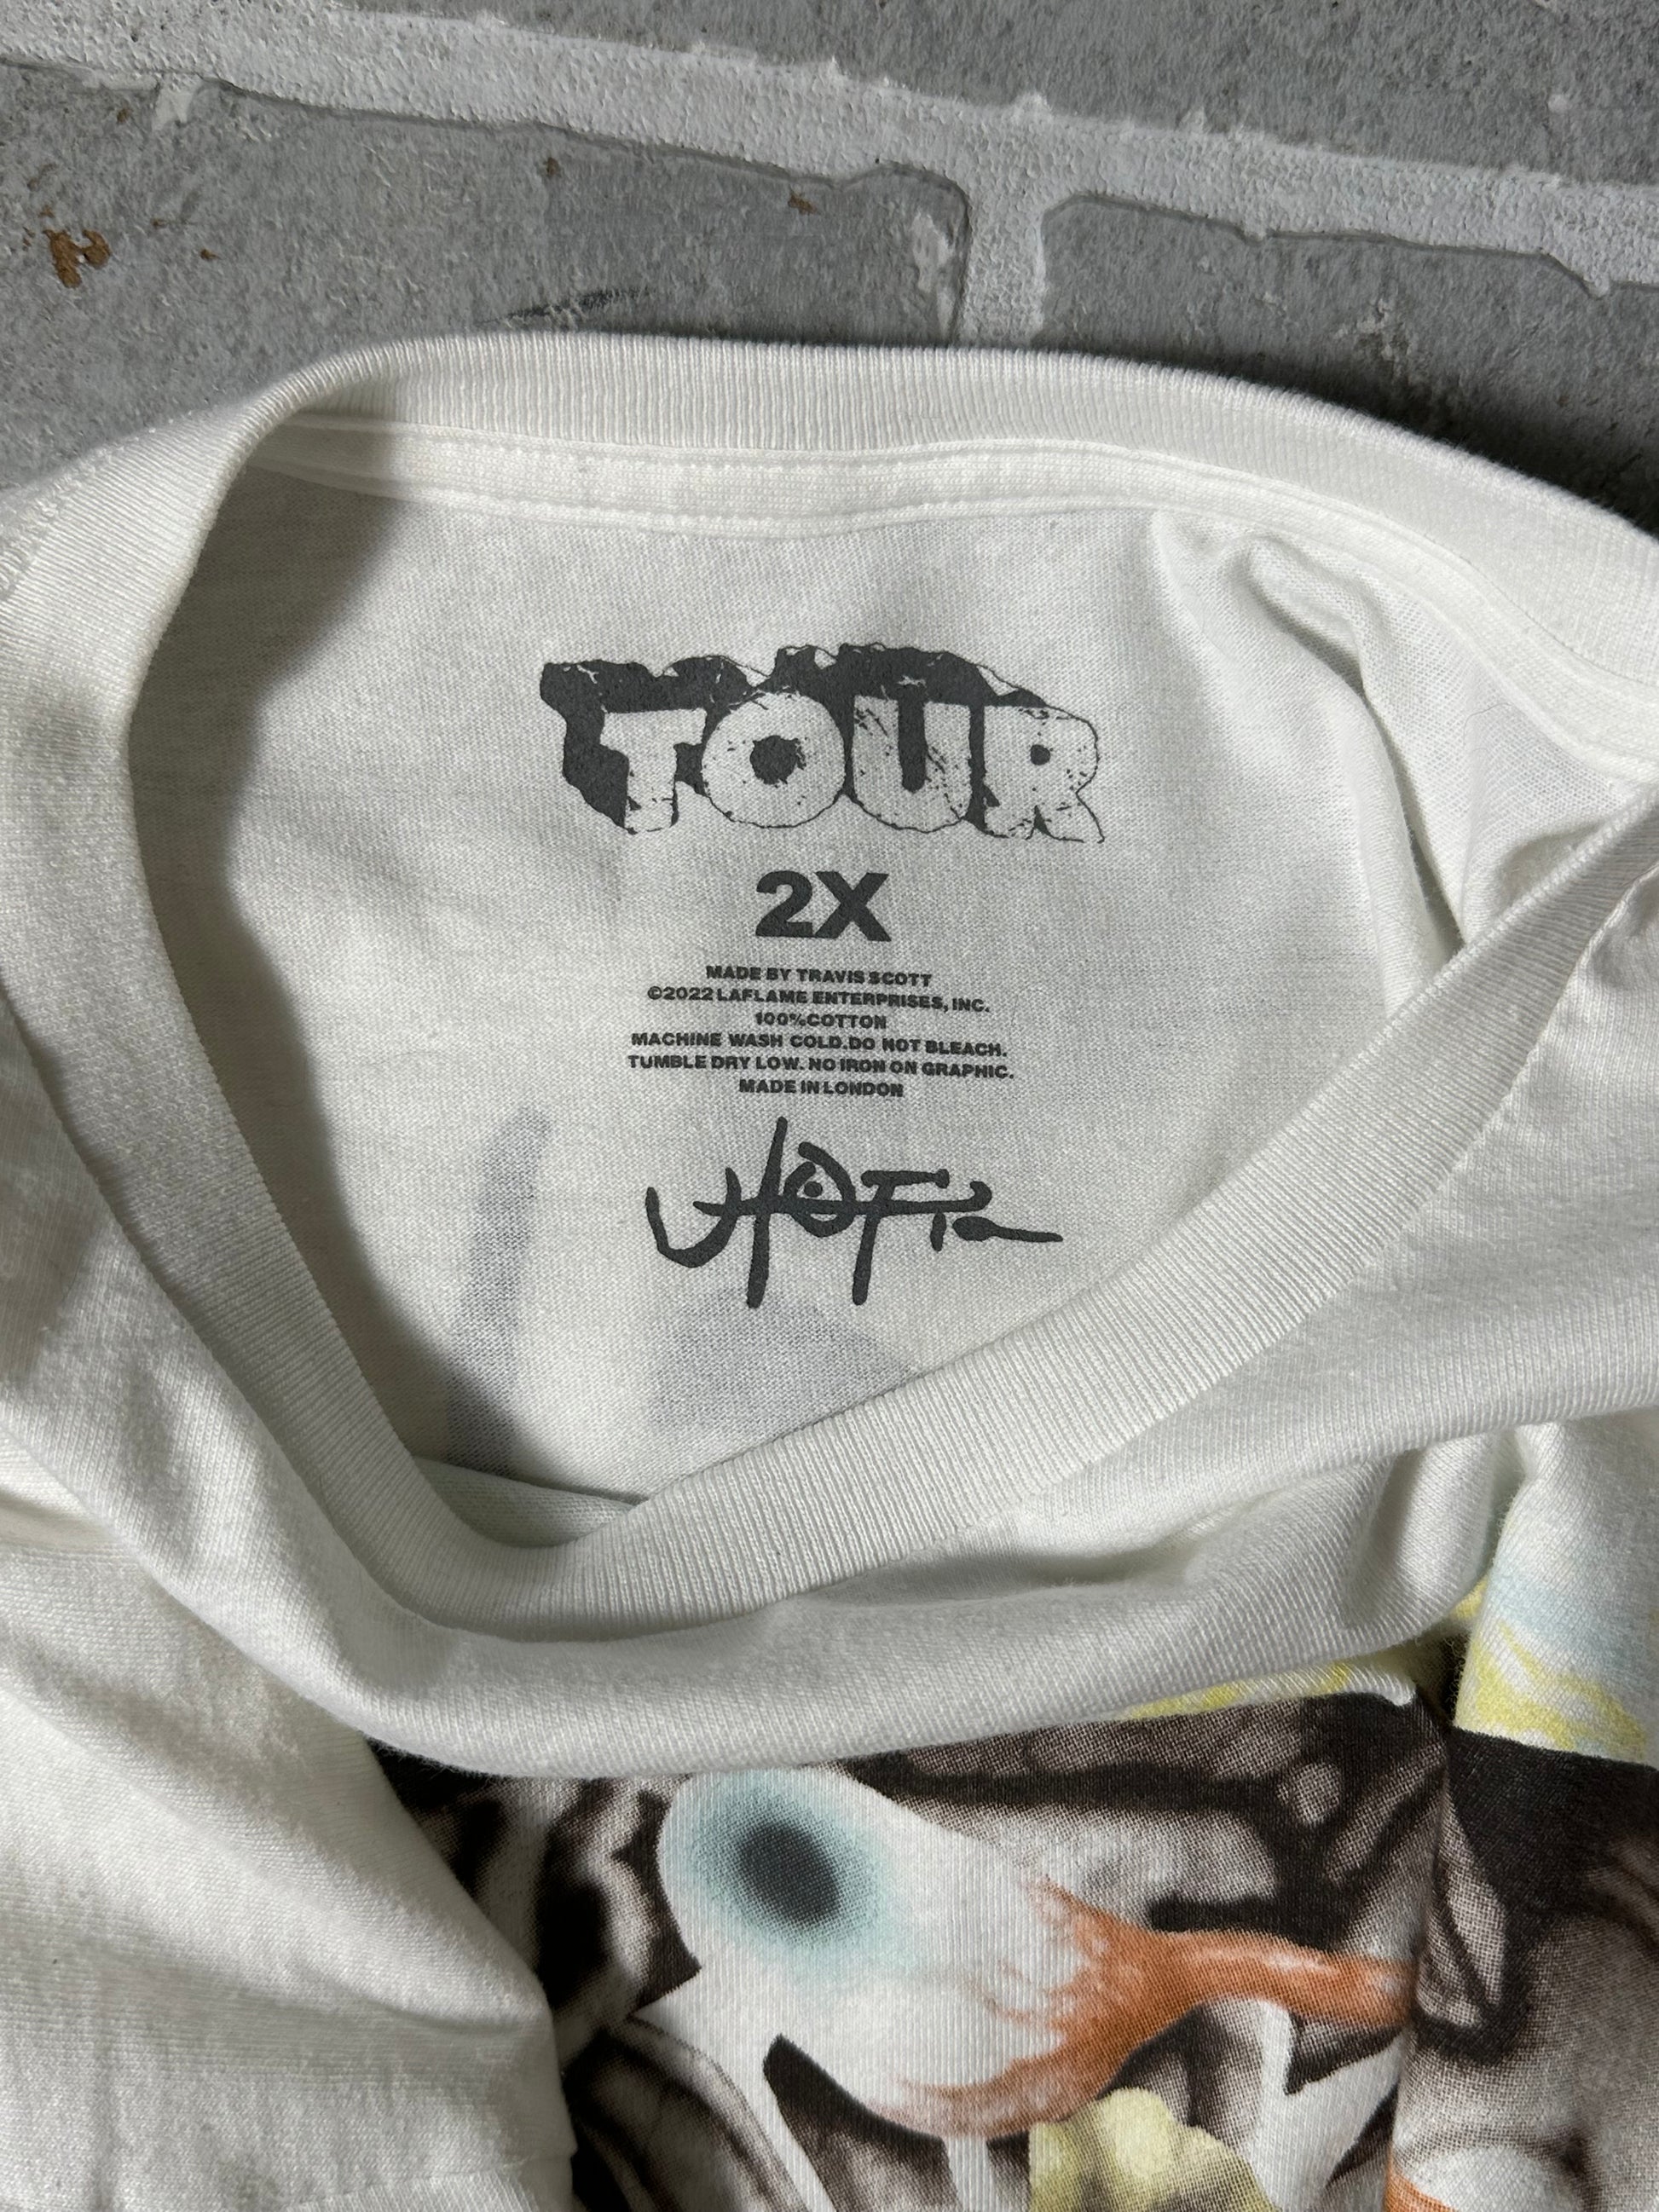 TOUR
2X
MADE BY TRAVIS SCOTT
©2022 LAFLAME ENTERPRISES, INC.
100% COTTON
MACHINE WASH COLD. DO NOT BLEACH.
TUMBLE DRY LOW. NO IRON ON GRAPHIC.
MADE IN LONDON
UTOPIA